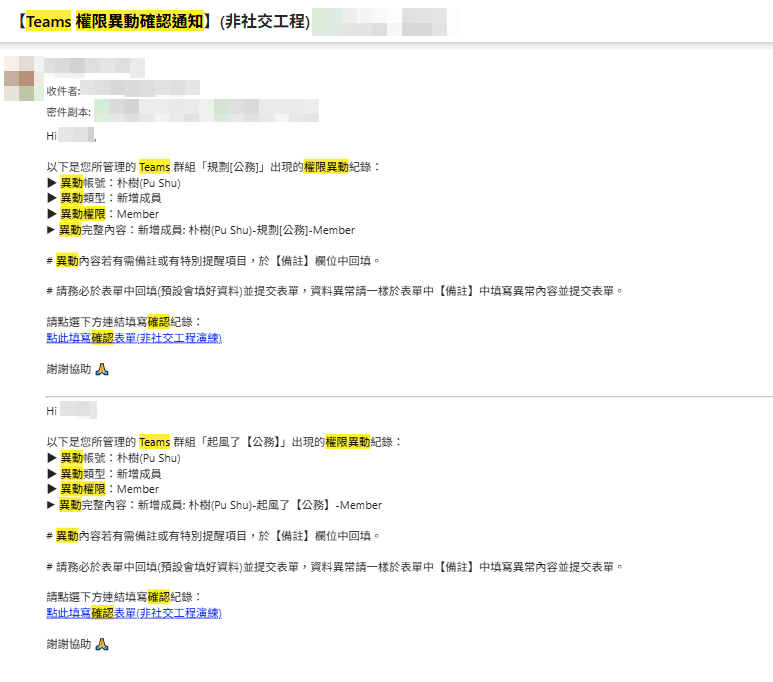 【Teams 權限異動確認通知】(非社交工程)
收件者:
密件副本:
Hi ,
以下是您所管理的 Teams 群組「規劃[公務]」出現的權限異動紀錄：
▶ 異動帳號：朴樹(Pu Shu)
▶ 異動類型：新增成員
▶ 異動權限：Member
▶ 異動完整內容：新增成員: 朴樹(Pu Shu)-規劃[公務]-Member
# 異動內容若有需備註或有特別提醒項目，於【備註】欄位中回填。
# 請務必於表單中回填(預設會填好資料)並提交表單，資料異常請一樣於表單中【備註】中填寫異常內容並提交表單。
請點選下方連結填寫確認紀錄：
點此填寫確認表單(非社交工程演練)
謝謝協助 🙏
Hi
以下是您所管理的 Teams 群組「起風了【公務】」出現的權限異動紀錄：
▶ 異動帳號：朴樹(Pu Shu)
▶ 異動類型：新增成員
▶ 異動權限：Member
▶ 異動完整內容：新增成員: 朴樹(Pu Shu)-起風了【公務】-Member
# 異動內容若有需備註或有特別提醒項目，於【備註】欄位中回填。
# 請務必於表單中回填(預設會填好資料)並提交表單，資料異常請一樣於表單中【備註】中填寫異常內容並提交表單。
請點選下方連結填寫確認紀錄：
點此填寫確認表單(非社交工程演練)
謝謝協助 🙏